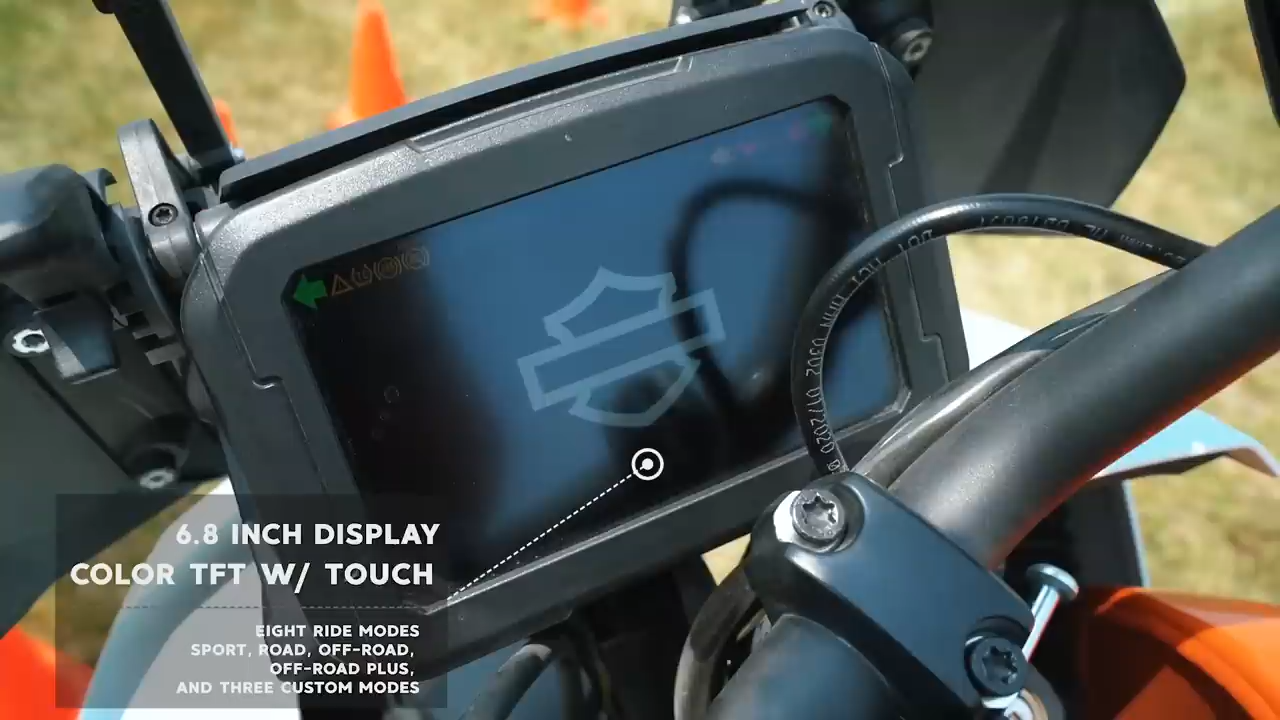 6.8 INCH DISPLAY
COLOR TFT W/ TOUCH
EIGHT RIDE MODES
SPORT, ROAD, OFF-ROAD,
OFF-ROAD PLUS,
AND THREE CUSTOM MODES